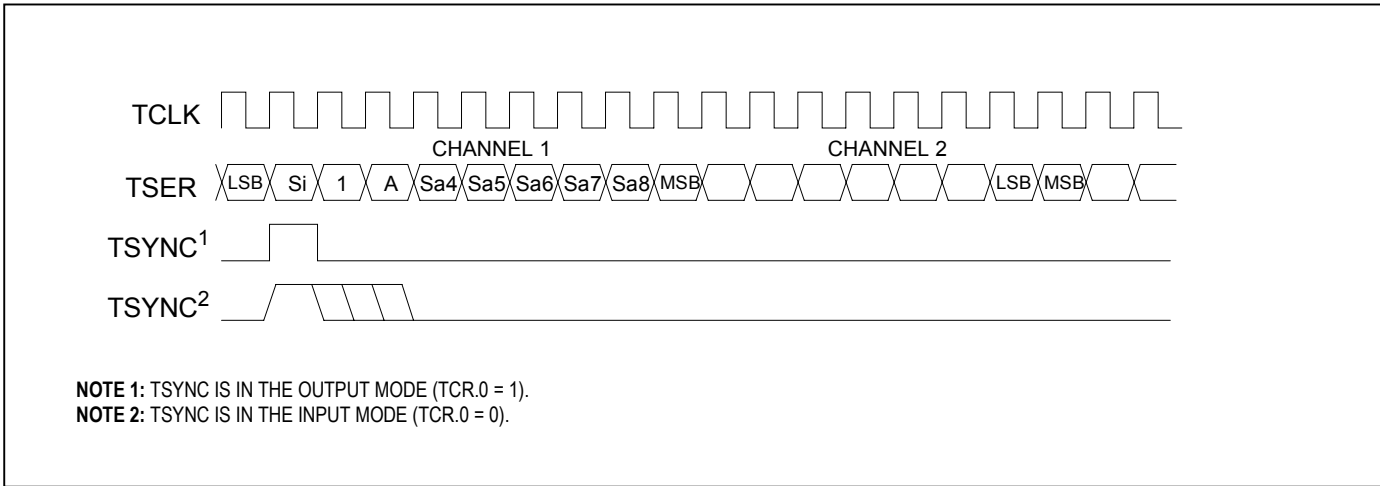 TCLK
CHANNEL 1 CHANNEL 2
TSER LSB Si 1 A Sa4 Sa5 Sa6 Sa7 Sa8 MSB LSB MSB
TSYNC1
TSYNC2
NOTE 1: TSYNC IS IN THE OUTPUT MODE (TCR.0 = 1).
NOTE 2: TSYNC IS IN THE INPUT MODE (TCR.0 = 0).